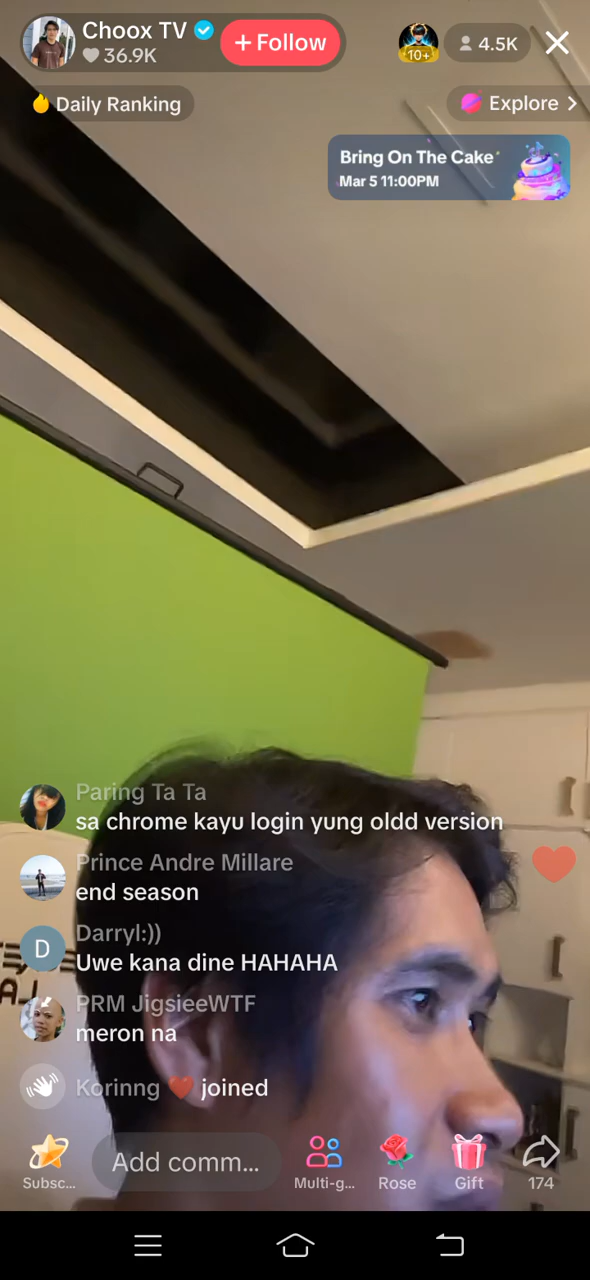 Choox TV
36.9K
+ Follow
10+
4.5K
Daily Ranking
Explore >
Bring On The Cake
Mar 5 11:00PM
Paring Ta Ta
sa chrome kayu login yung oldd version
Prince Andre Millare
end season
D
Darryl:))
Uwe kana dine HAHAHA
PRM JigsieeWTF
meron na
Korinng ❤️ joined
Subsc...
Add comm...
Multi-g...
Rose
Gift
174